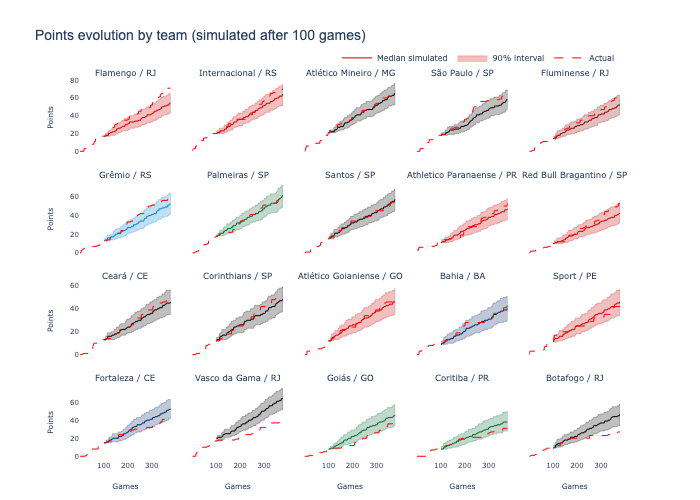 Points evolution by team (simulated after 100 games)
Median simulated 90% interval Actual
Flamengo / RJ Internacional / RS Atlético Mineiro / MG São Paulo / SP Fluminense / RJ
80
60
40
20
0
Points
Grêmio / RS Palmeiras / SP Santos / SP Athletico Paranaense / PR Red Bull Bragantino / SP
60
40
20
0
Points
Ceará / CE Corinthians / SP Atlético Goianiense / GO Bahia / BA Sport / PE
60
40
20
0
Points
Fortaleza / CE Vasco da Gama / RJ Goiás / GO Coritiba / PR Botafogo / RJ
60
40
20
0
Points
100 200 300 100 200 300 100 200 300 100 200 300 100 200 300
Games Games Games Games Games